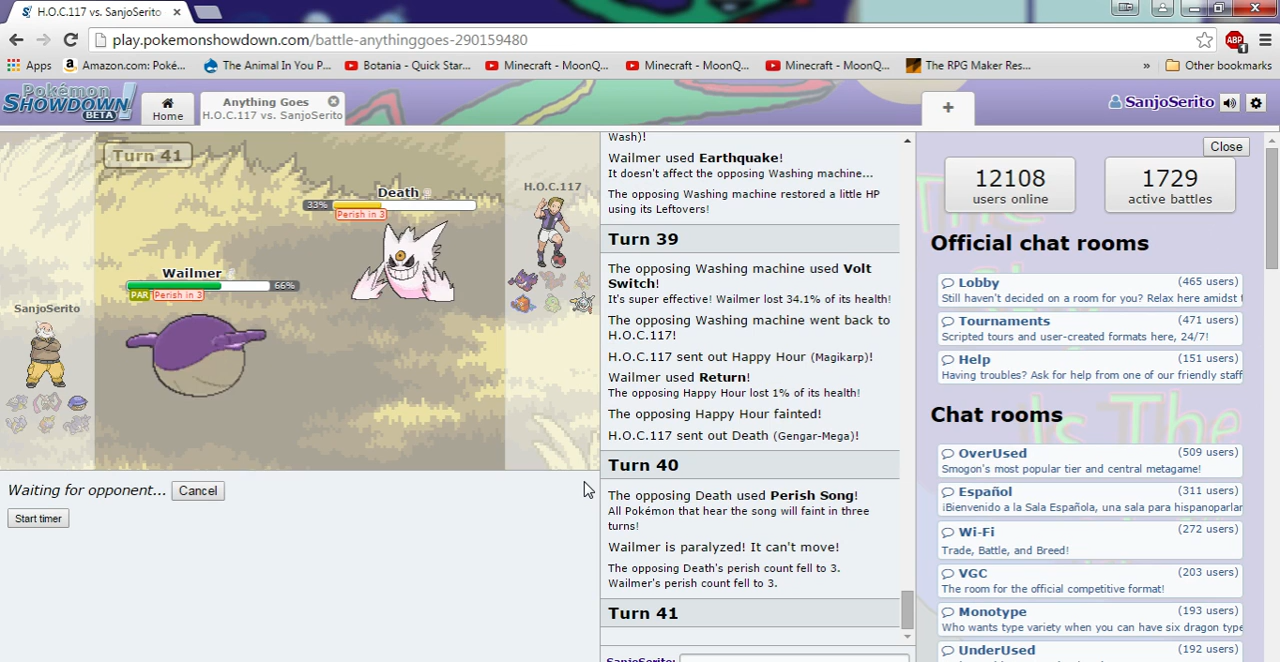 H.O.C.117 vs. SanjoSerito
play.pokemonshowdown.com/battle-anythinggoes-290159480
ABP
1
Apps
Amazon.com: Poké...
The Animal In You P...
Botania - Quick Star...
Minecraft - MoonQ...
Minecraft - MoonQ...
Minecraft - MoonQ...
The RPG Maker Res...
»
Other bookmarks
Pokémon
SHOWDOWN!
BETA
Home
Anything Goes
H.O.C.117 vs. SanjoSerito
+
SanjoSerito
Turn 41
Death
33%
Perish in 3
Wailmer
66%
PAR Perish in 3
SanjoSerito
H.O.C.117
Waiting for opponent... Cancel
Start timer
Wash)!
Wailmer used Earthquake!
It doesn't affect the opposing Washing machine...
The opposing Washing machine restored a little HP
using its Leftovers!
Turn 39
The opposing Washing machine used Volt
Switch!
It's super effective! Wailmer lost 34.1% of its health!
The opposing Washing machine went back to
H.O.C.117!
H.O.C.117 sent out Happy Hour (Magikarp)!
Wailmer used Return!
The opposing Happy Hour lost 1% of its health!
The opposing Happy Hour fainted!
H.O.C.117 sent out Death (Gengar-Mega)!
Turn 40
The opposing Death used Perish Song!
All Pokémon that hear the song will faint in three
turns!
Wailmer is paralyzed! It can't move!
The opposing Death's perish count fell to 3.
Wailmer's perish count fell to 3.
Turn 41
SanjoSerito:
Close
12108
users online
1729
active battles
Official chat rooms
Lobby (465 users)
Still haven't decided on a room for you? Relax here amidst t
Tournaments (471 users)
Scripted tours and user-created formats here, 24/7!
Help (151 users)
Having troubles? Ask for help from one of our friendly staff
Chat rooms
Is The
OverUsed (509 users)
Smogon's most popular tier and central metagame!
Español (311 users)
¡Bienvenido a la Sala Española, una sala para hispanoparlar
Wi-Fi (272 users)
Trade, Battle, and Breed!
VGC (203 users)
The room for the official competitive format!
Monotype (193 users)
Who wants type variety when you can have six dragon type
UnderUsed (192 users)